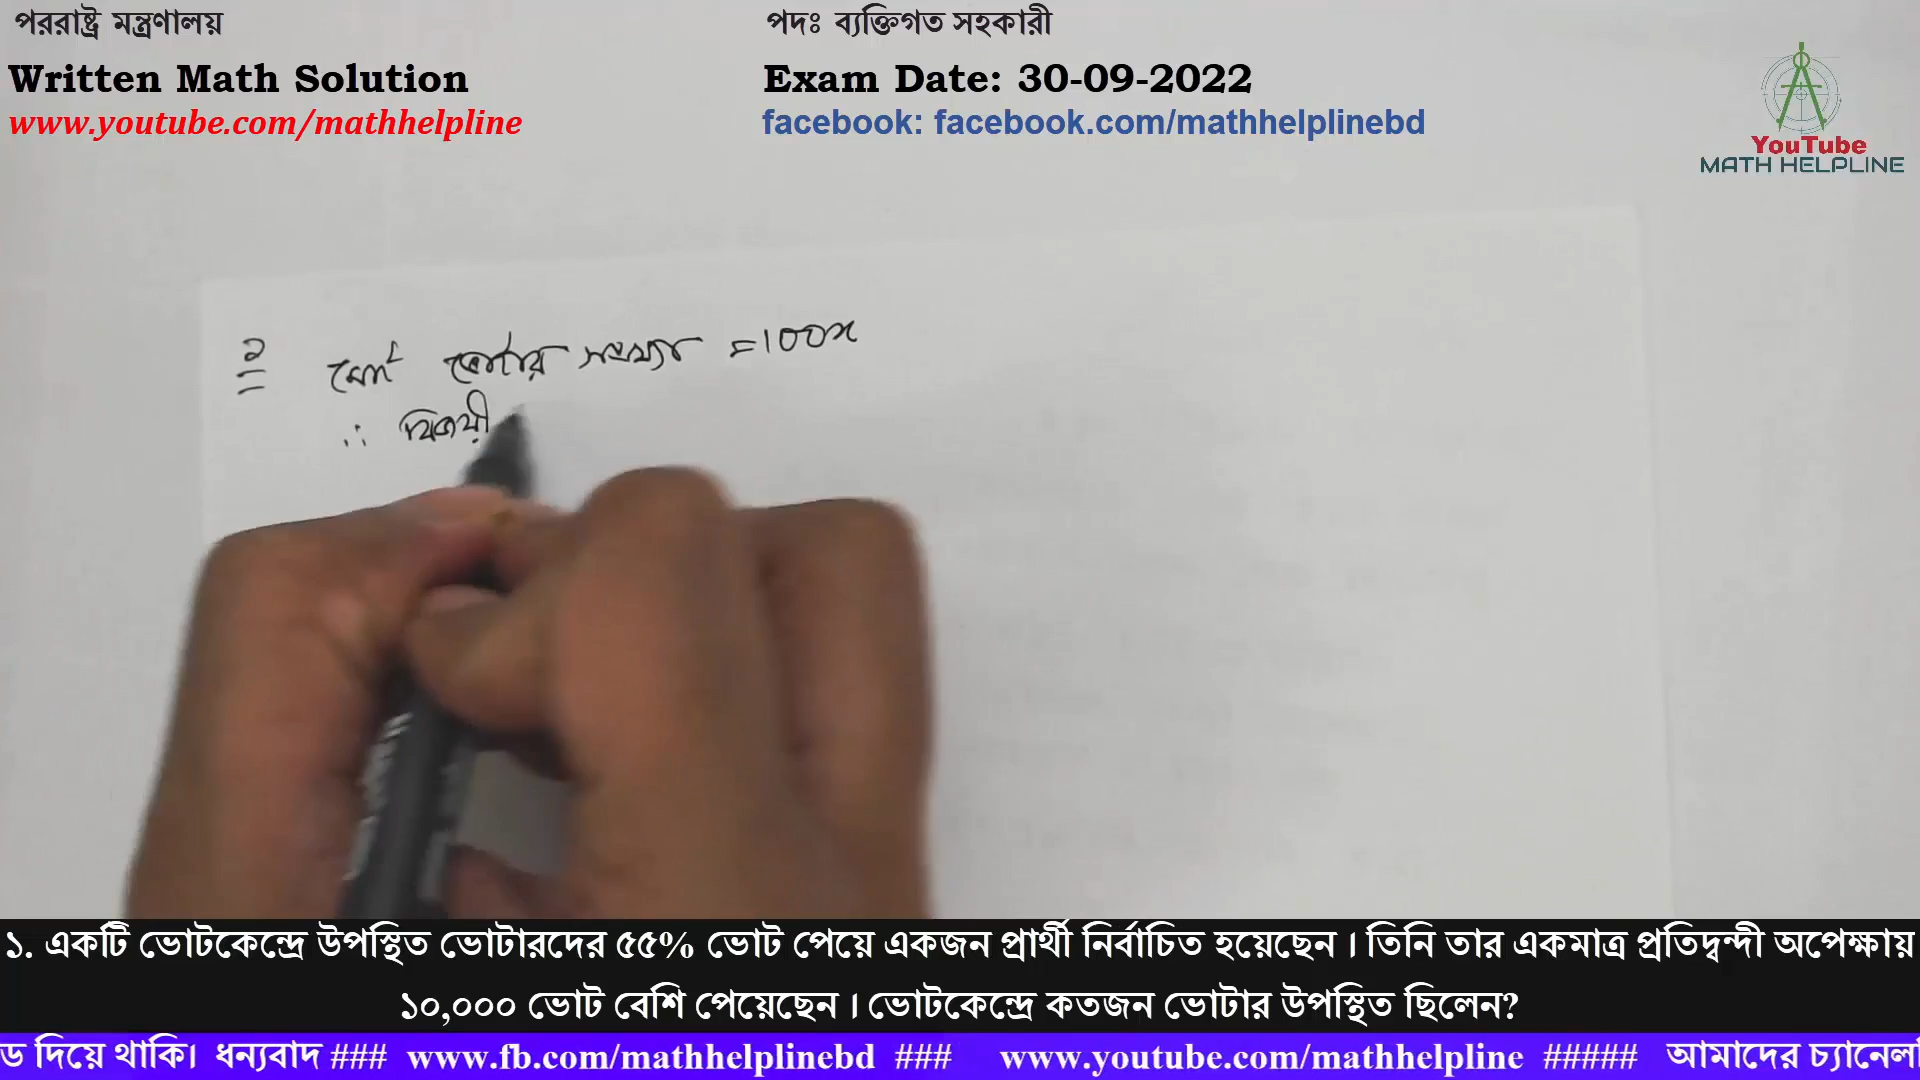 পররাষ্ট্র মন্ত্রণালয়
পদঃ ব্যক্তিগত সহকারী
Written Math Solution
Exam Date: 30-09-2022
www.youtube.com/mathhelpline
facebook: facebook.com/mathhelplinebd
YouTube
MATH HELPLINE
১ মোট ভোটার সংখ্যা = 100x
∴ বিজয়ী
১. একটি ভোটকেন্দ্রে উপস্থিত ভোটারদের ৫৫% ভোট পেয়ে একজন প্রার্থী নির্বাচিত হয়েছেন। তিনি তার একমাত্র প্রতিদ্বন্দী অপেক্ষায়
১০,০০০ ভোট বেশি পেয়েছেন। ভোটকেন্দ্রে কতজন ভোটার উপস্থিত ছিলেন?
ড দিয়ে থাকি। ধন্যবাদ ### www.fb.com/mathhelplinebd ### www.youtube.com/mathhelpline ##### আমাদের চ্যানেল